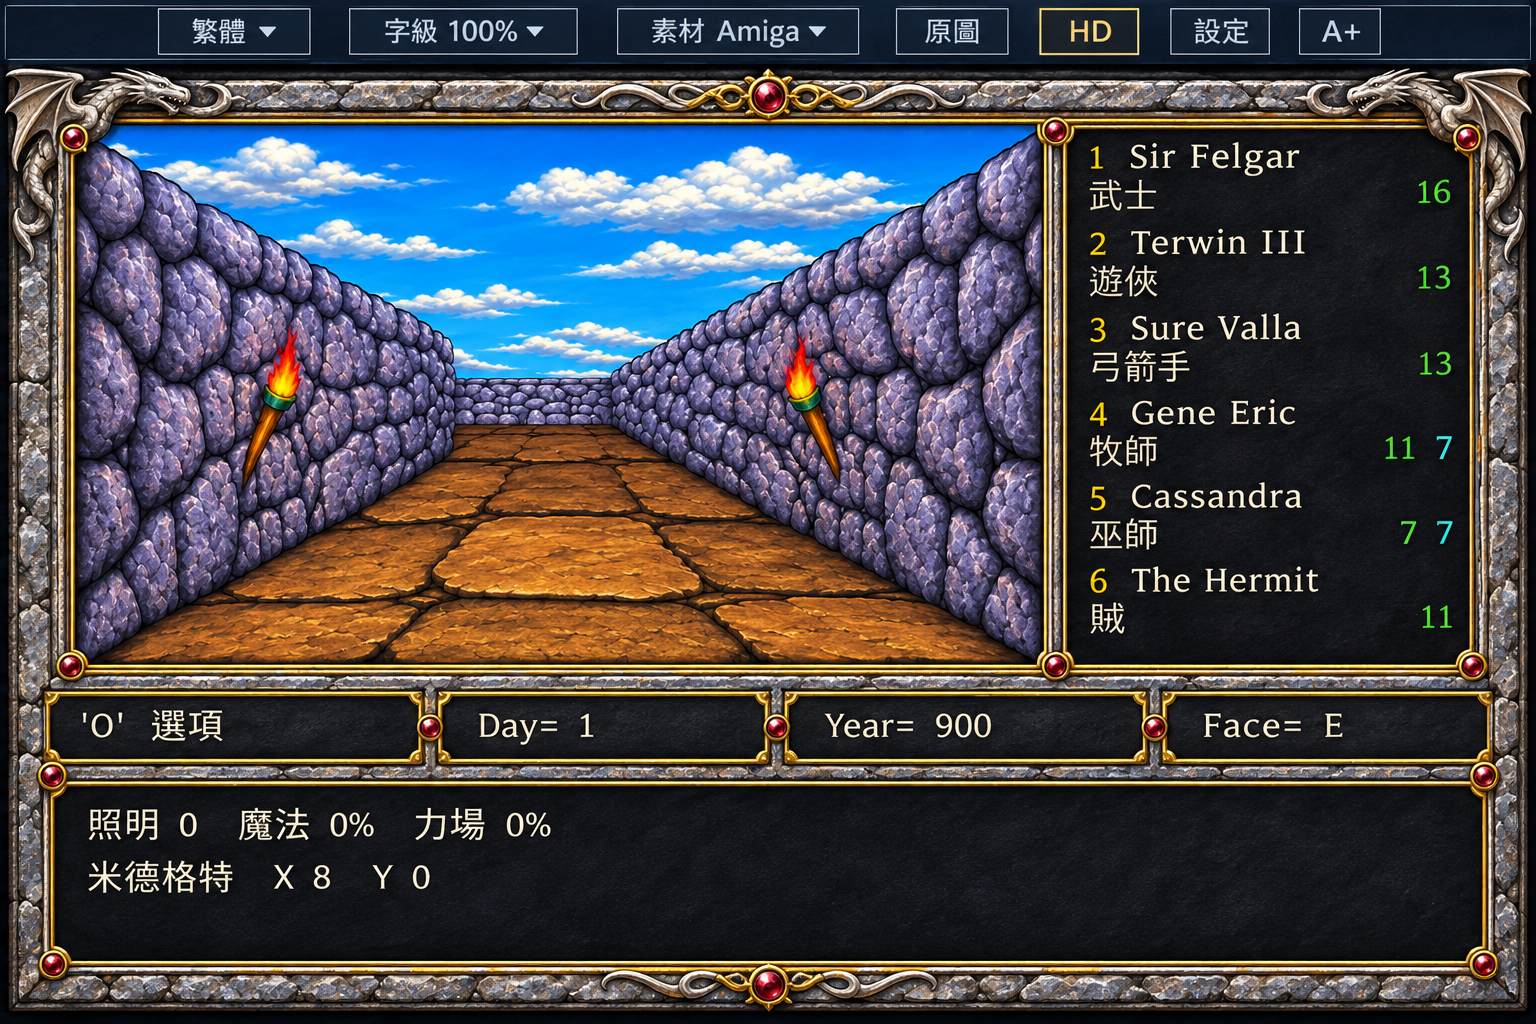 繁體 字級 100% 素材 Amiga 原圖 HD 設定 A+
1 Sir Felgar
武士 16
2 Terwin III
遊俠 13
3 Sure Valla
弓箭手 13
4 Gene Eric
牧師 11 7
5 Cassandra
巫師 7 7
6 The Hermit
賊 11
'O' 選項 Day= 1 Year= 900 Face= E
照明 0 魔法 0% 力場 0%
米德格特 X 8 Y 0